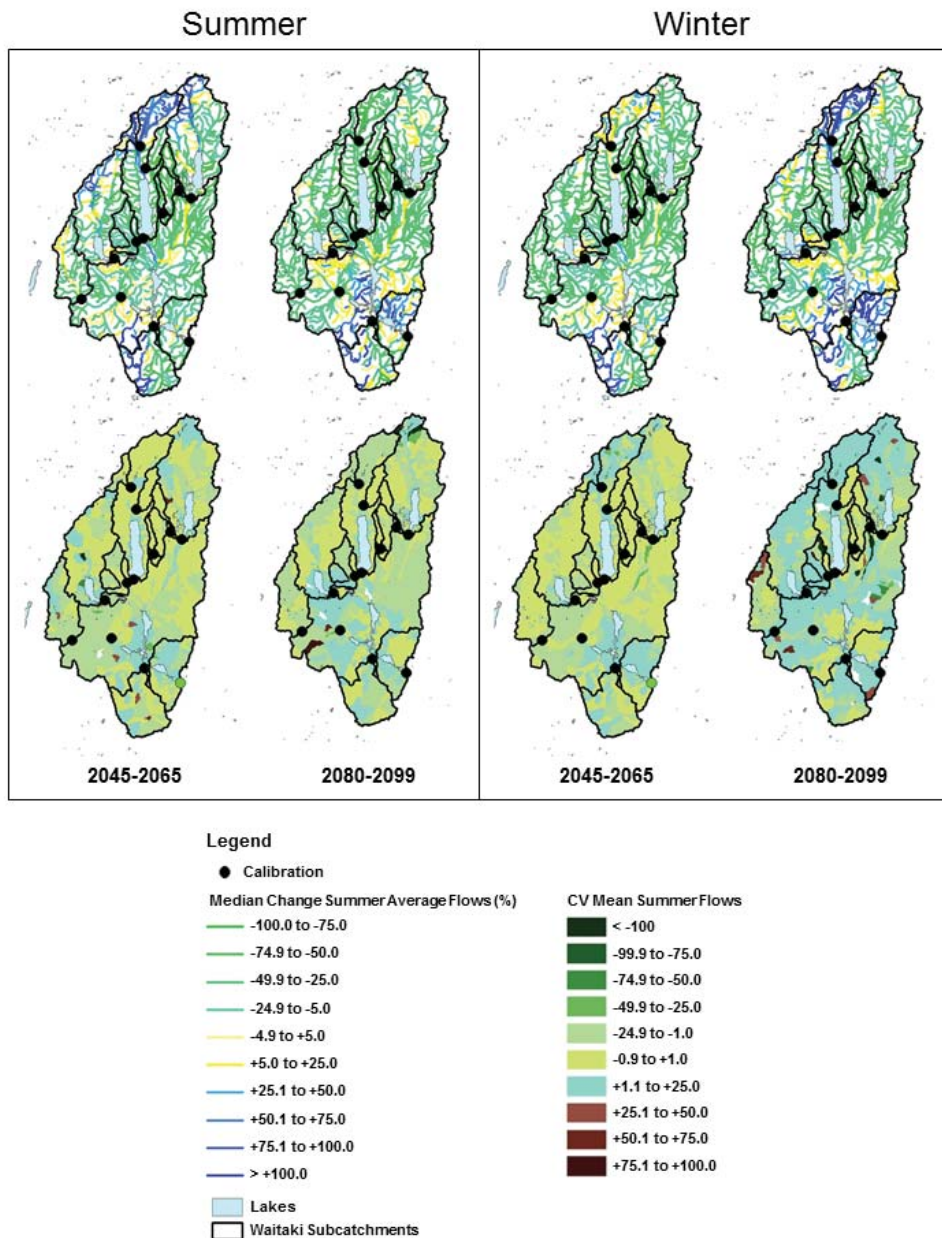 Summer
Winter
2045-2065
2080-2099
2045-2065
2080-2099
Legend
Calibration
Median Change Summer Average Flows (%)
-100.0 to -75.0
-74.9 to -50.0
-49.9 to -25.0
-24.9 to -5.0
-4.9 to +5.0
+5.0 to +25.0
+25.1 to +50.0
+50.1 to +75.0
+75.1 to +100.0
> +100.0
Lakes
Waitaki Subcatchments
CV Mean Summer Flows
< -100
-99.9 to -75.0
-74.9 to -50.0
-49.9 to -25.0
-24.9 to -1.0
-0.9 to +1.0
+1.1 to +25.0
+25.1 to +50.0
+50.1 to +75.0
+75.1 to +100.0